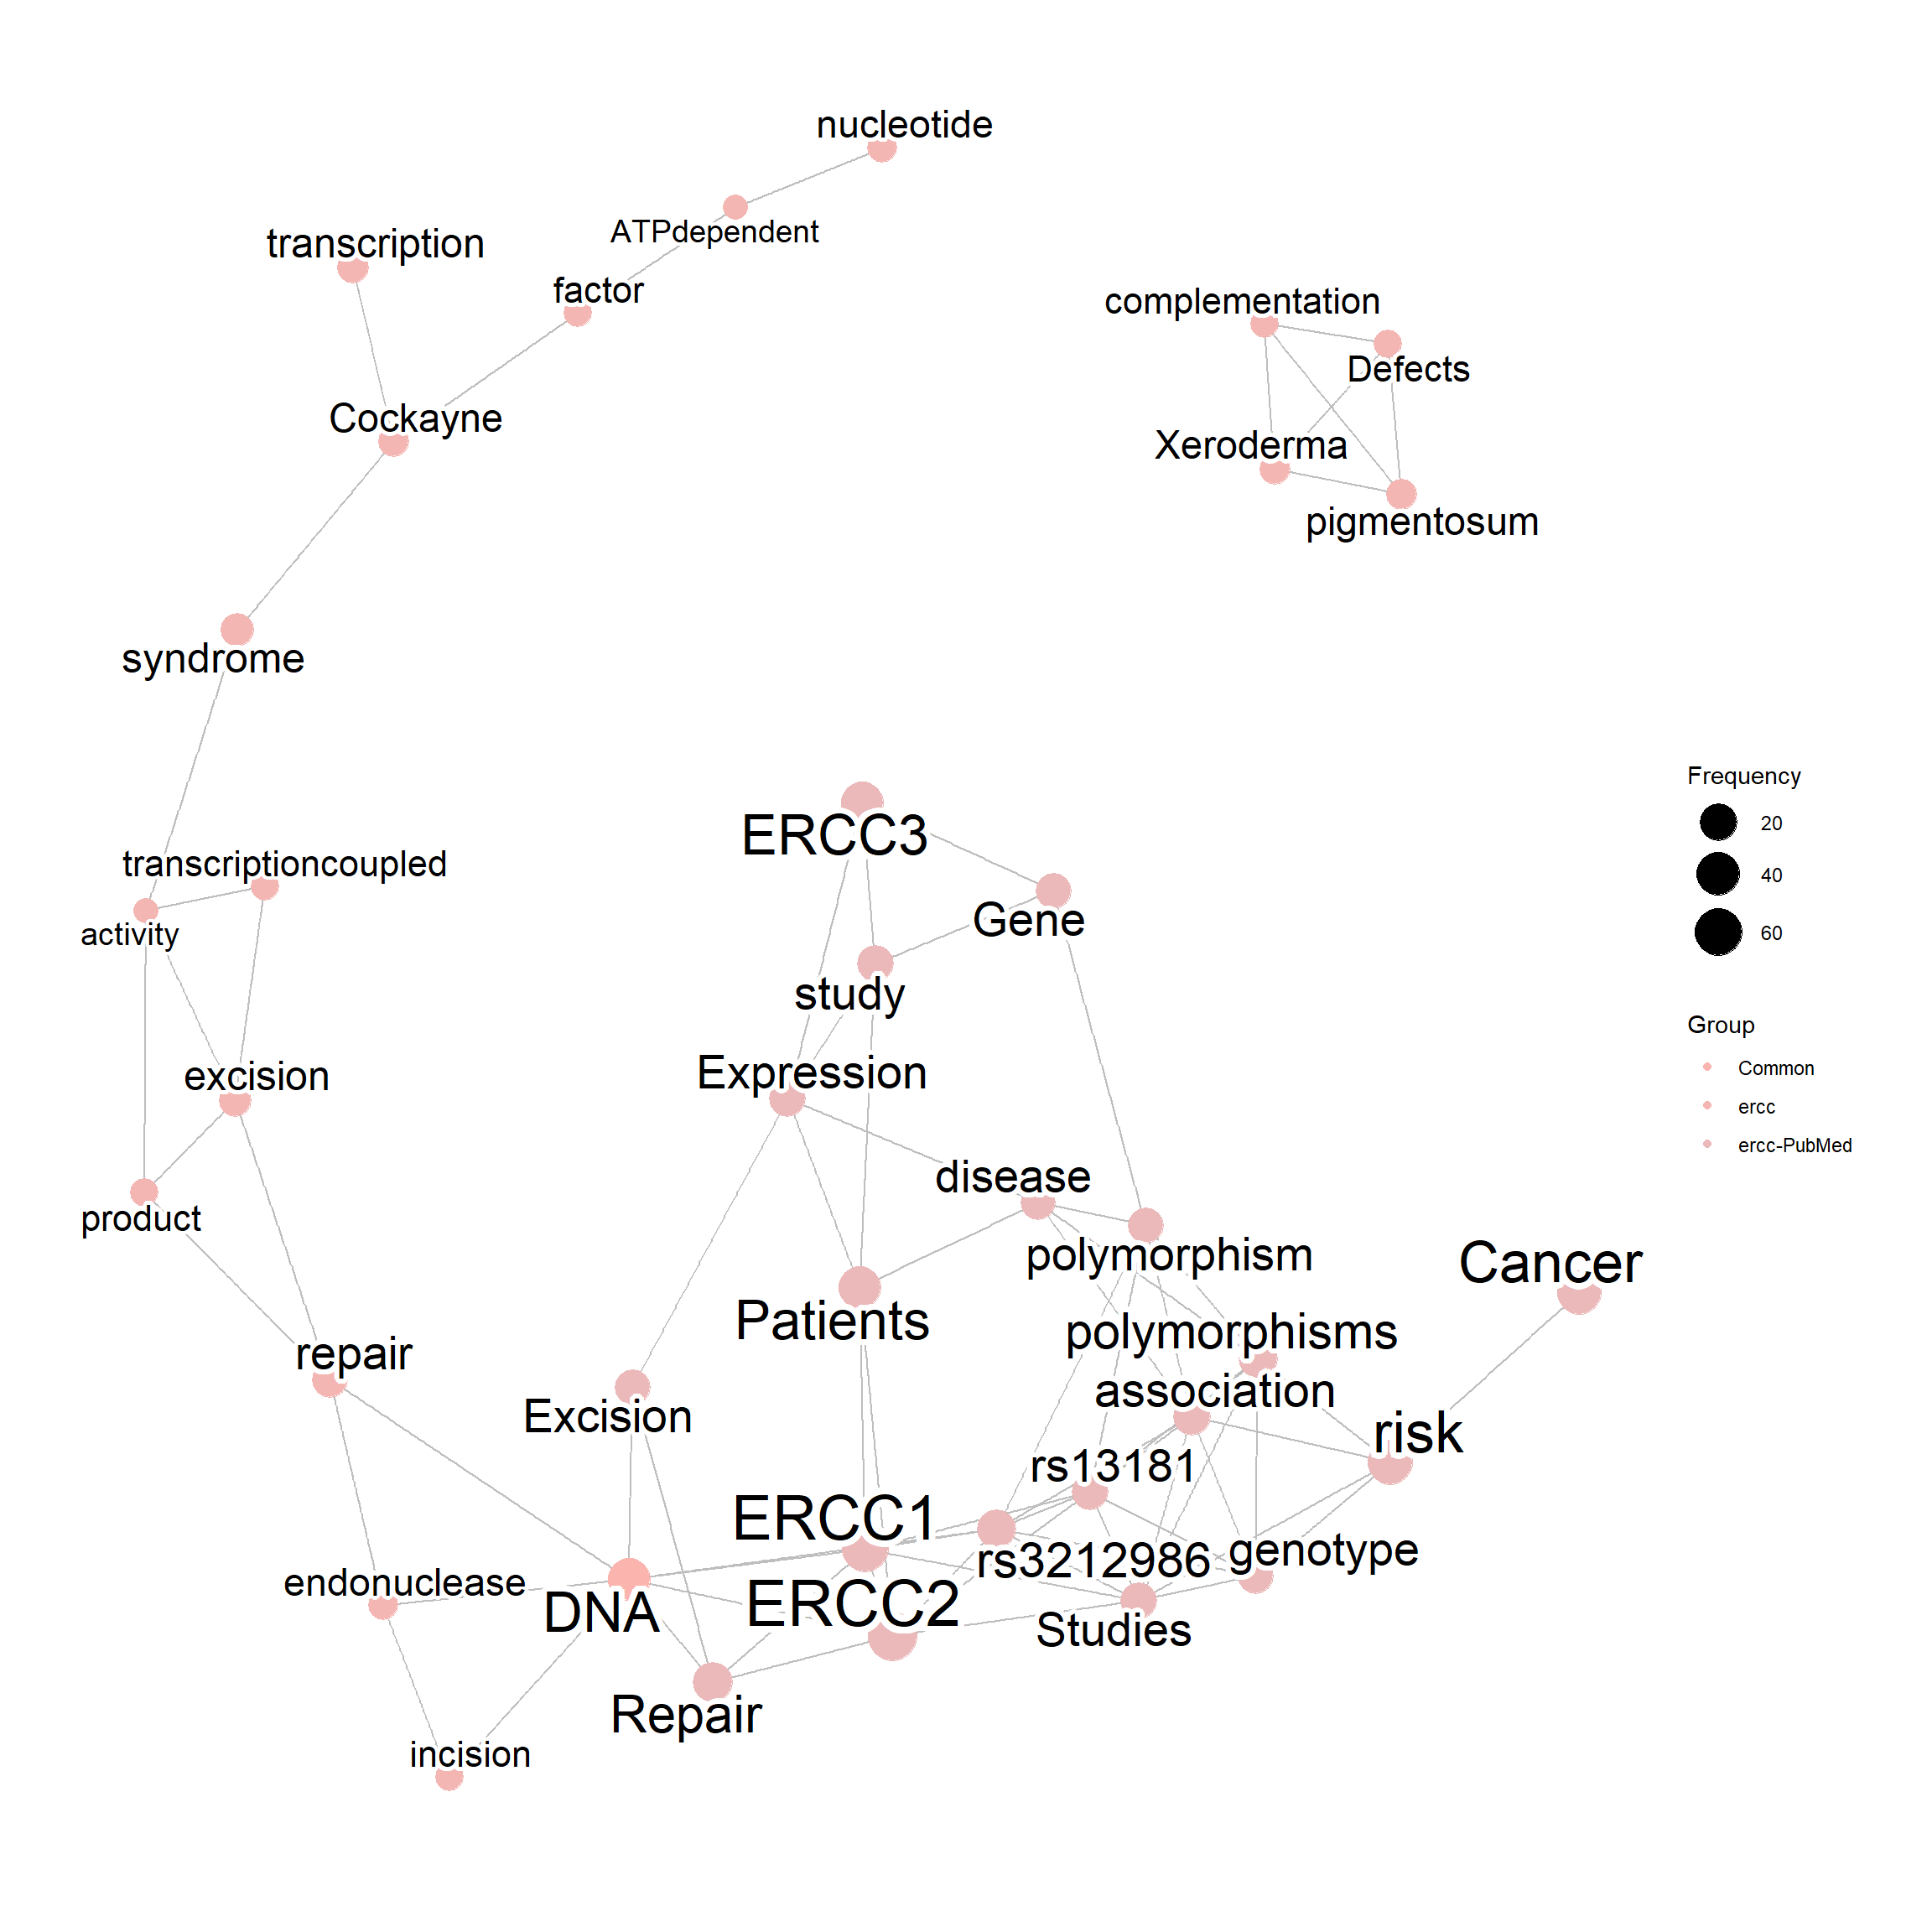 nucleotide
ATPdependent
transcription
factor
complementation
Defects
Cockayne
Xeroderma
pigmentosum
syndrome
Frequency
20
40
60
ERCC3
transcriptioncoupled
Gene
activity
study
Group
Common
ercc
ercc-PubMed
Expression
excision
disease
product
polymorphism
Cancer
Patients
polymorphisms
repair
association
Excision
risk
rs13181
ERCC1
rs3212986
genotype
endonuclease
DNA
ERCC2
Studies
Repair
incision